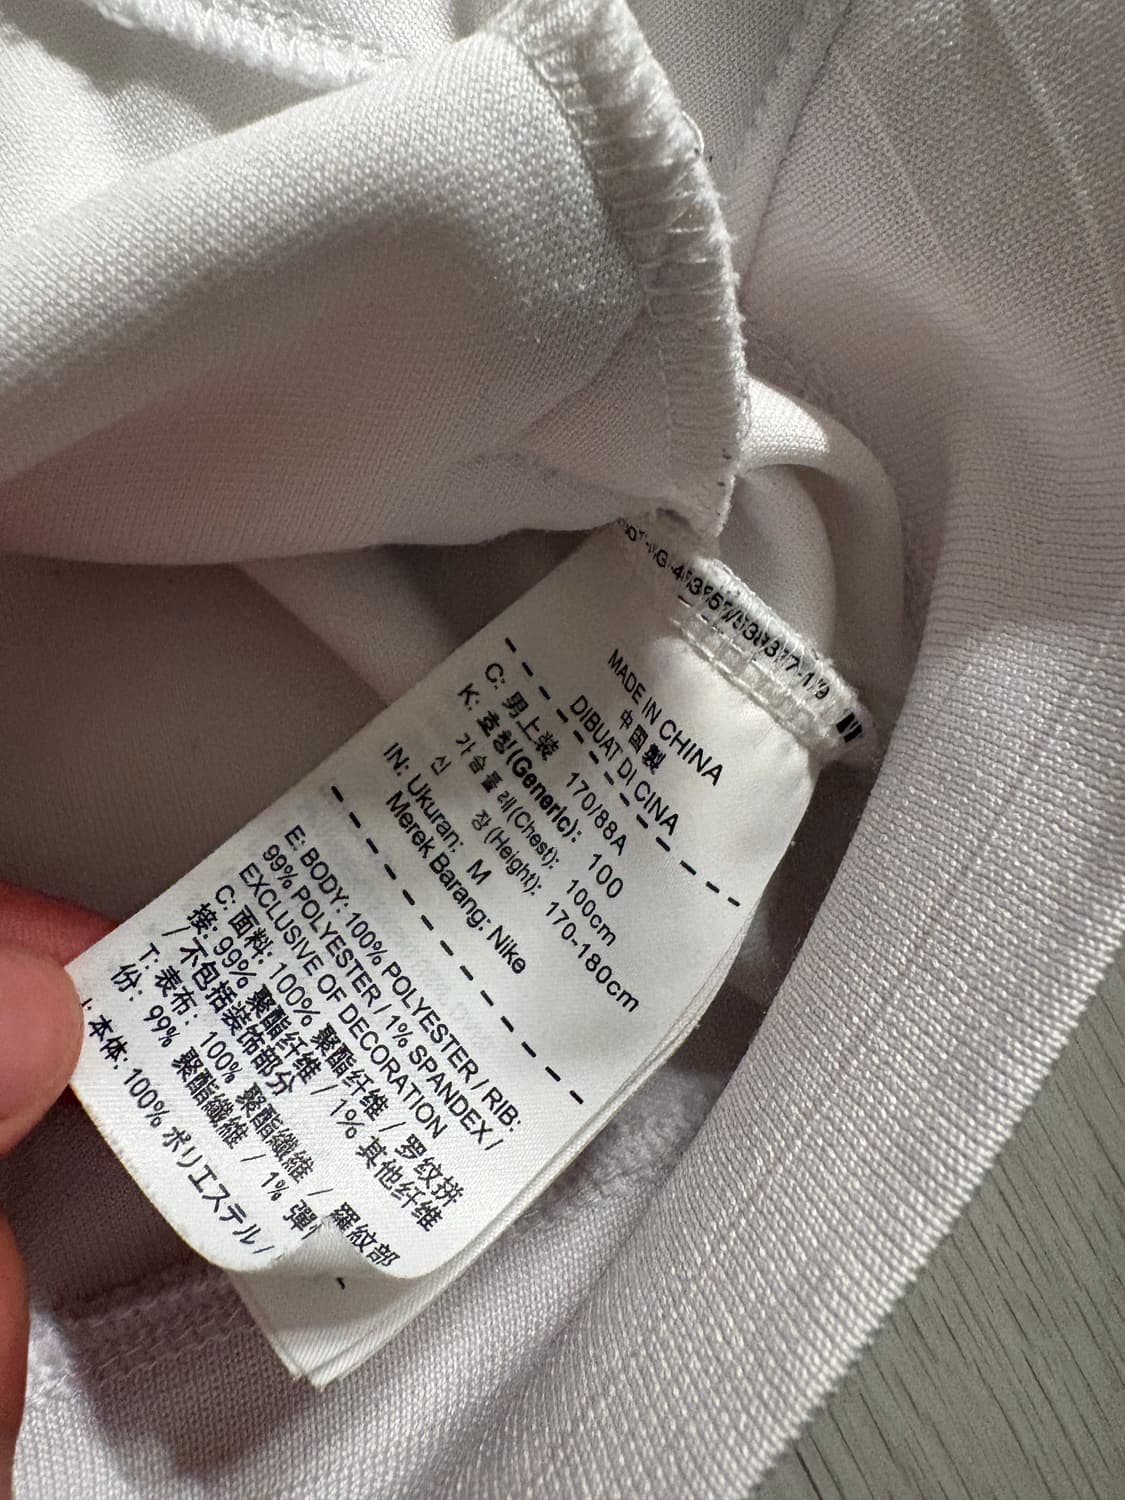 MADE IN CHINA
中國製
DIBUAT DI CINA
C: 男上装 170/88A
K: 호칭(Generic): 100
가슴둘레(Chest): 100cm
신 장(Height): 170-180cm
IN: Ukuran: M
Merek Barang: Nike
E: BODY: 100% POLYESTER / RIB:
99% POLYESTER / 1% SPANDEX /
EXCLUSIVE OF DECORATION
C: 面料: 100% 聚酯纤维 / 罗纹拼
接: 99% 聚酯纤维 / 1% 其他纤维
/ 不包括装饰部分
T: 表布: 100% 聚酯纖維 / 羅紋部
份: 99% 聚酯纖維 / 1% 彈
本体: 100% ポリエステル /